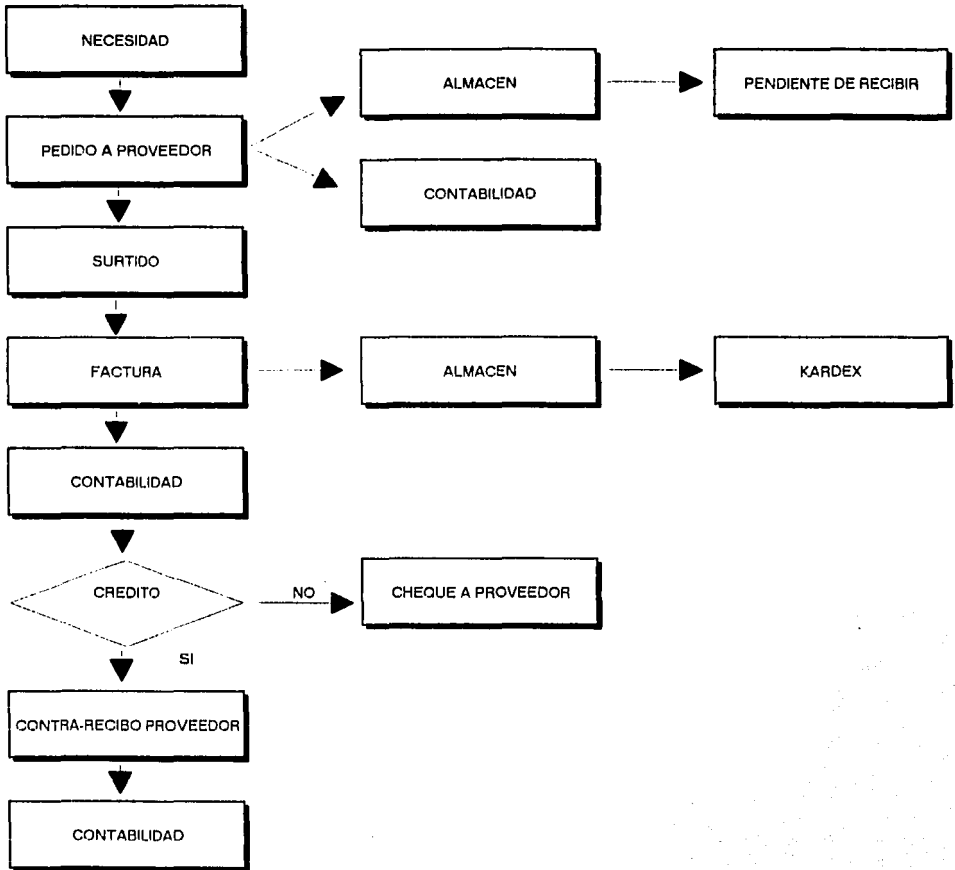 NECESIDAD
ALMACEN
PENDIENTE DE RECIBIR
PEDIDO A PROVEEDOR
CONTABILIDAD
SURTIDO
FACTURA
ALMACEN
KARDEX
CONTABILIDAD
CREDITO
NO
CHEQUE A PROVEEDOR
SI
CONTRA-RECIBO PROVEEDOR
CONTABILIDAD